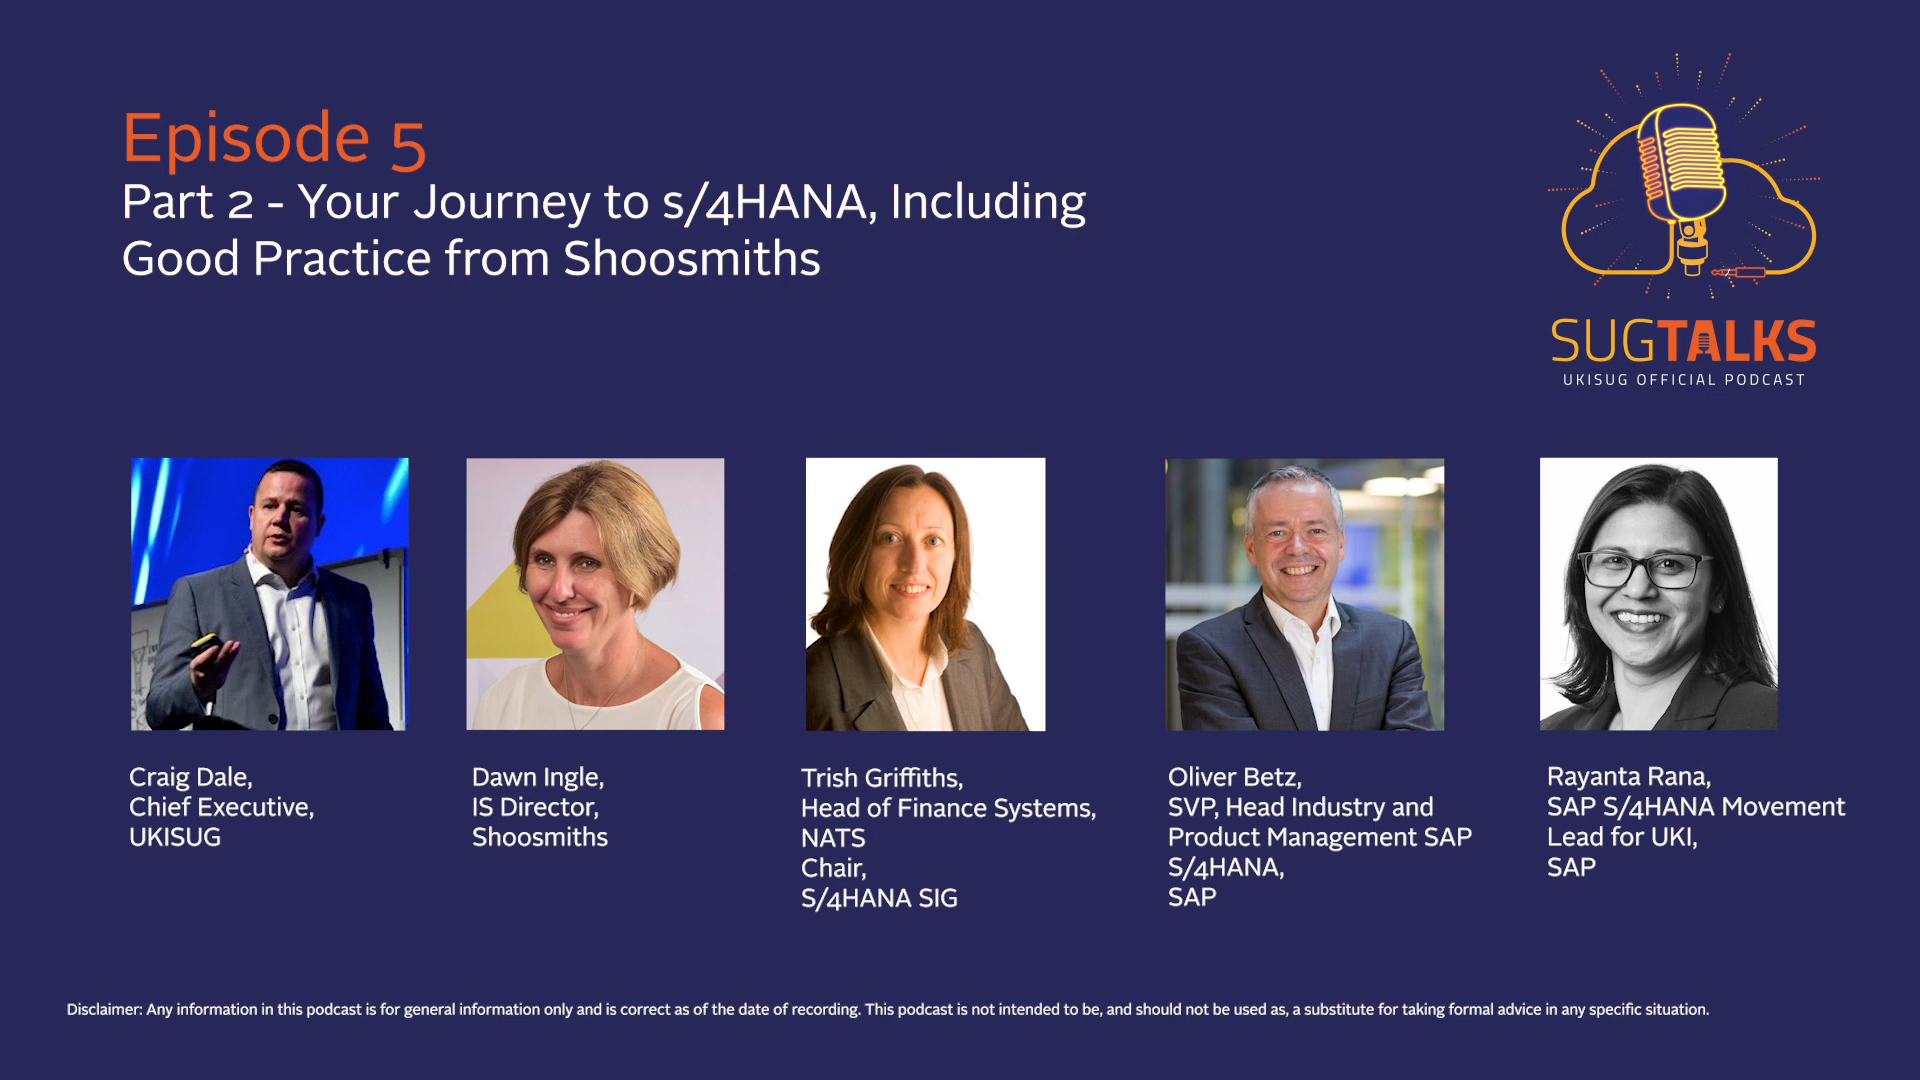 Episode 5
Part 2 - Your Journey to s/4HANA, Including
Good Practice from Shoosmiths
SUGTALKS
UKISUG OFFICIAL PODCAST
Craig Dale,
Chief Executive,
UKISUG
Dawn Ingle,
IS Director,
Shoosmiths
Trish Griffiths,
Head of Finance Systems,
NATS
Chair,
S/4HANA SIG
Oliver Betz,
SVP, Head Industry and
Product Management SAP
S/4HANA,
SAP
Rayanta Rana,
SAP S/4HANA Movement
Lead for UKI,
SAP
Disclaimer: Any information in this podcast is for general information only and is correct as of the date of recording. This podcast is not intended to be, and should not be used as, a substitute for taking formal advice in any specific situation.